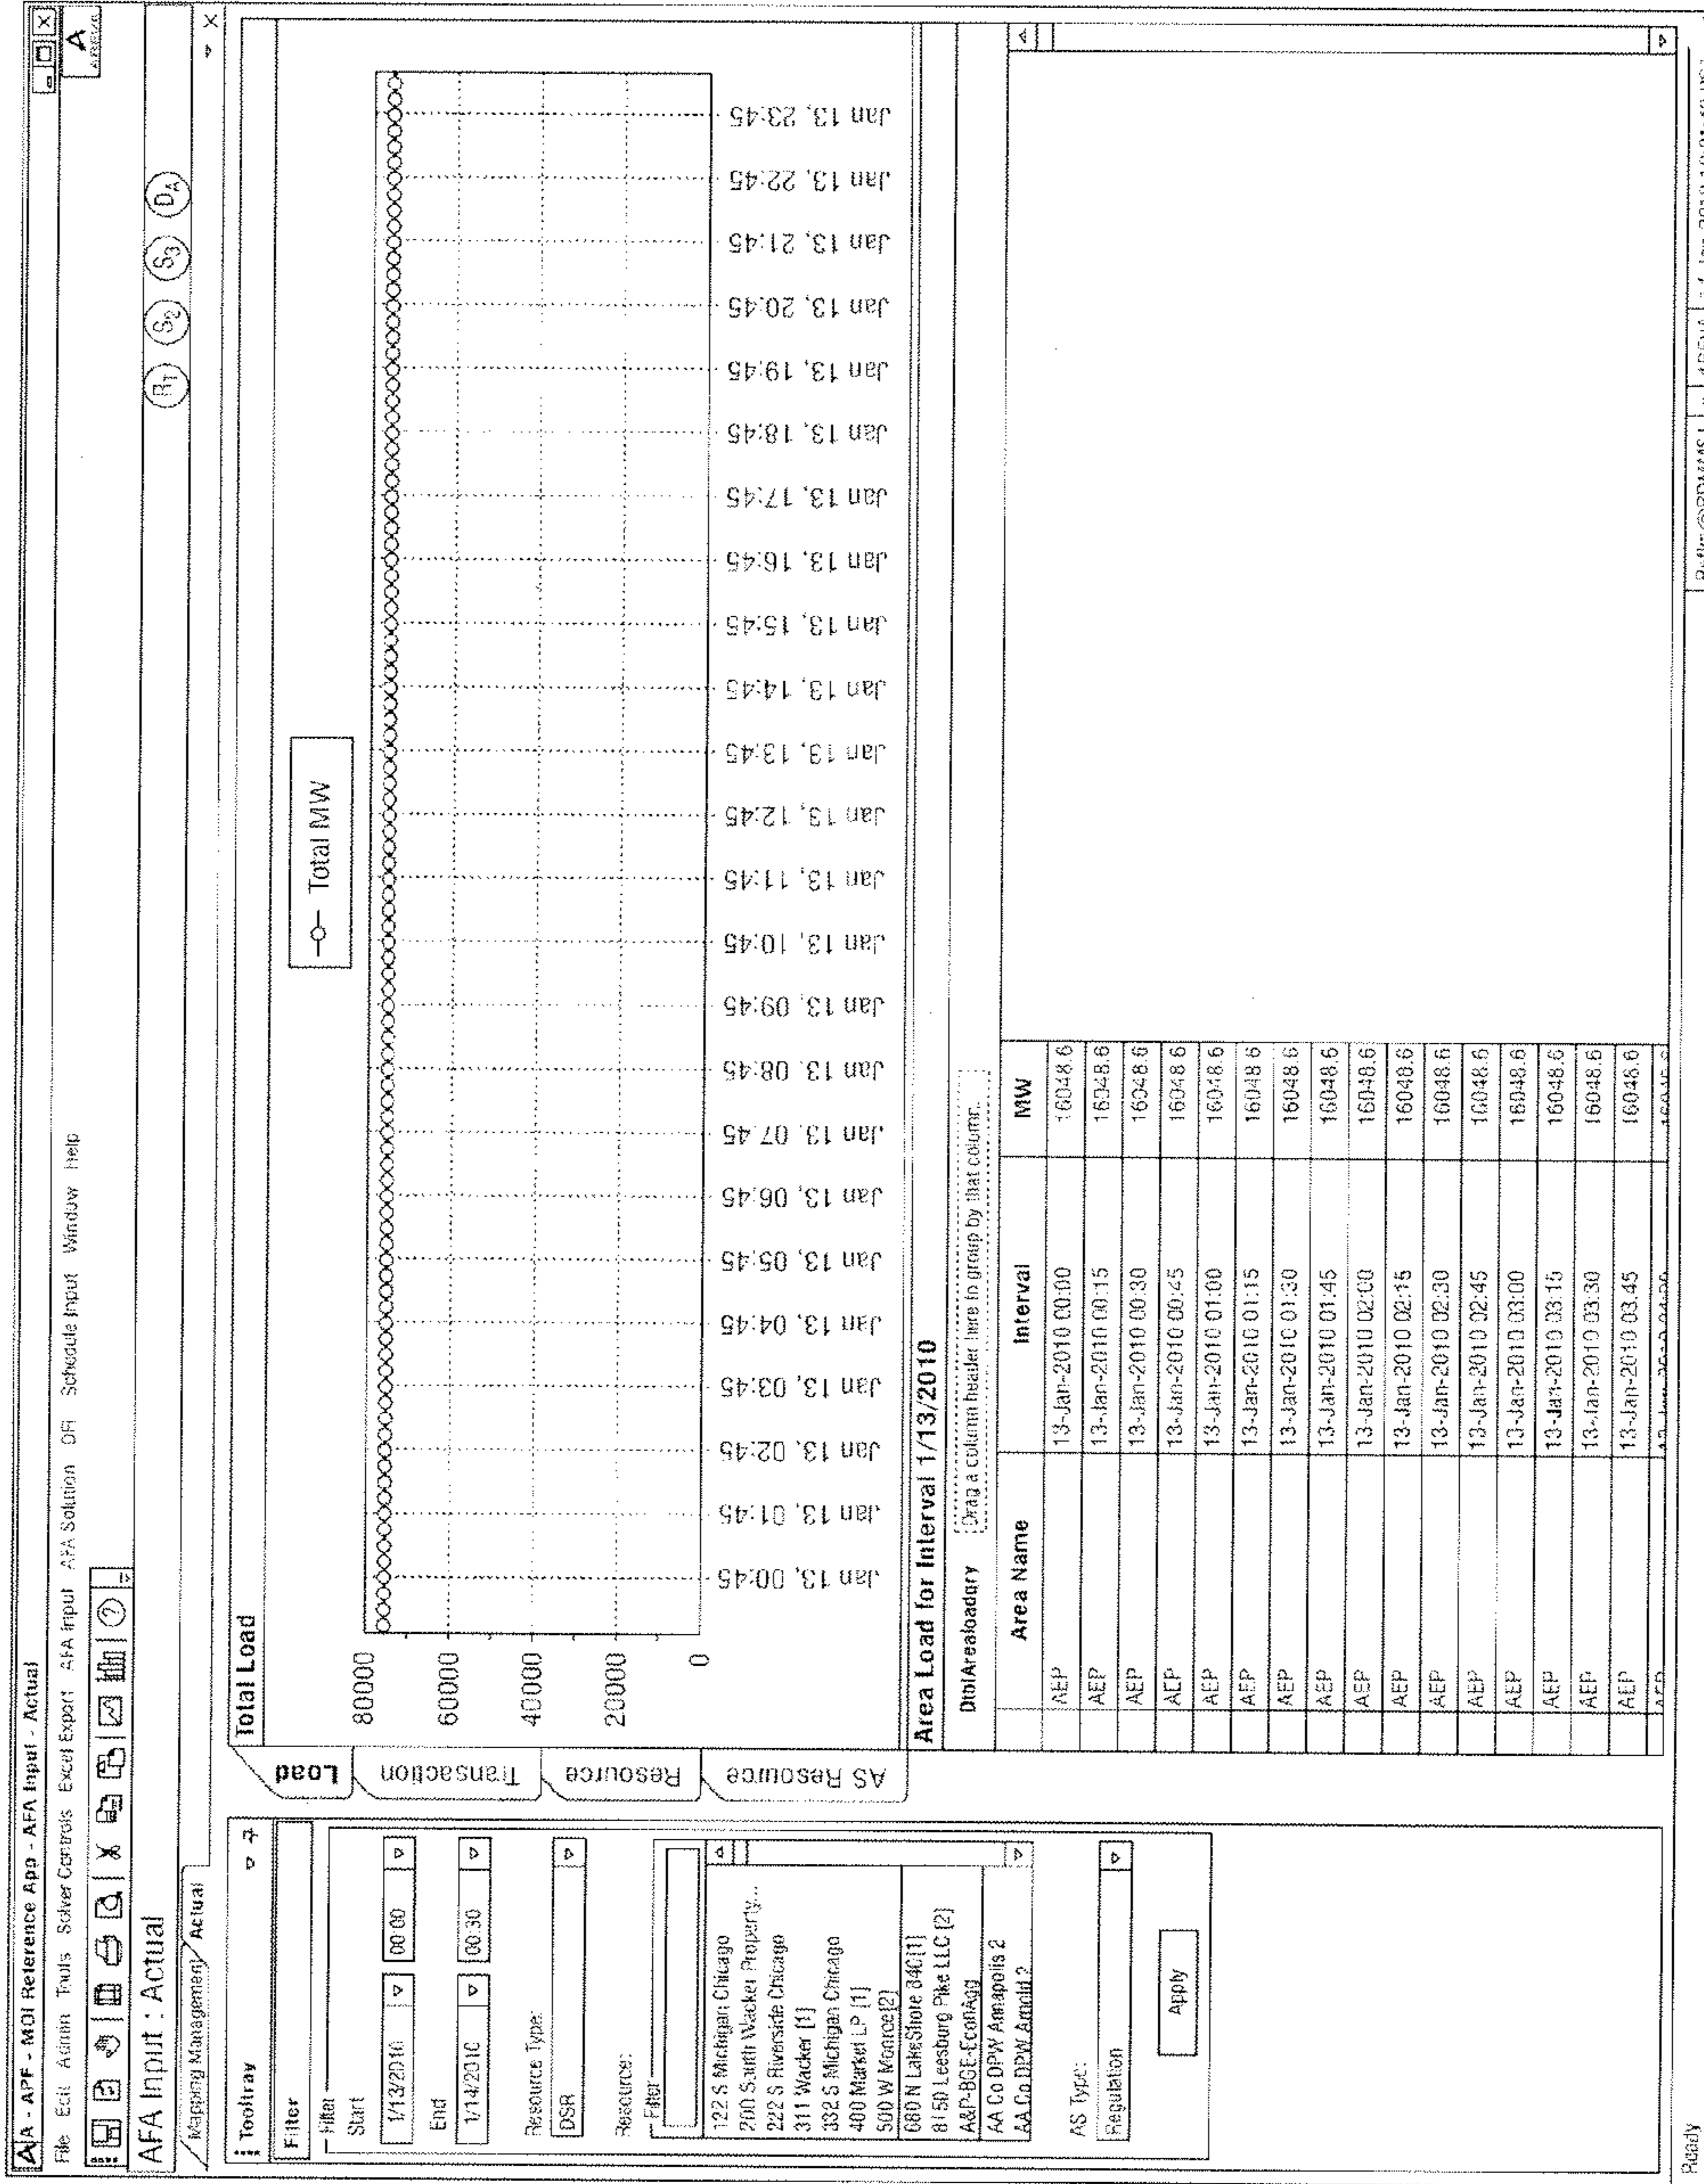 A A - APF - MOI Reference App - AFA Input - Actual
File Edit Admin Tools Solver Controls Excel Export AFA Input AFA Solution Schedule Input Window Help
A
AFA Input : Actual
RT S2 S3 DA
Mapping Management Actual
Tooltray
Filter
Filter
Start
1/13/2010 00:00
End
1/14/2010 00:30
Resource Type:
DSR
Resource:
Filter
122 S Michigan Chicago
200 South Wacker Property...
222 S Riverside Chicago
311 Wacker [1]
332 S Michigan Chicago
400 Market LP [1]
500 W Monroe[2]
680 N LakeShore 840[1]
8150 Leesburg Pike LLC [2]
A&P-BGE-EconAgg
AA Co DPW Annapolis 2
AA Co DPW Arnold 2
AS Type:
Regulation
Apply
Load
Transaction
Resource
AS Resource
Total Load
Total MW
80000
60000
40000
20000
0
Jan 13, 00:45
Jan 13, 01:45
Jan 13, 02:45
Jan 13, 03:45
Jan 13, 04:45
Jan 13, 05:45
Jan 13, 06:45
Jan 13, 07:45
Jan 13, 08:45
Jan 13, 09:45
Jan 13, 10:45
Jan 13, 11:45
Jan 13, 12:45
Jan 13, 13:45
Jan 13, 14:45
Jan 13, 15:45
Jan 13, 16:45
Jan 13, 17:45
Jan 13, 18:45
Jan 13, 19:45
Jan 13, 20:45
Jan 13, 21:45
Jan 13, 22:45
Jan 13, 23:45
Area Load for Interval 1/13/2010
DtblArealoadqry Drag a column header here to group by that column.
Area Name Interval MW
AEP 13-Jan-2010 00:00 16048.6
AEP 13-Jan-2010 00:15 16048.6
AEP 13-Jan-2010 00:30 16048.6
AEP 13-Jan-2010 00:45 16048.6
AEP 13-Jan-2010 01:00 16048.6
AEP 13-Jan-2010 01:15 16048.6
AEP 13-Jan-2010 01:30 16048.6
AEP 13-Jan-2010 01:45 16048.6
AEP 13-Jan-2010 02:00 16048.6
AEP 13-Jan-2010 02:15 16048.6
AEP 13-Jan-2010 02:30 16048.6
AEP 13-Jan-2010 02:45 16048.6
AEP 13-Jan-2010 03:00 16048.6
AEP 13-Jan-2010 03:15 16048.6
AEP 13-Jan-2010 03:30 16048.6
AEP 13-Jan-2010 03:45 16048.6
Ready